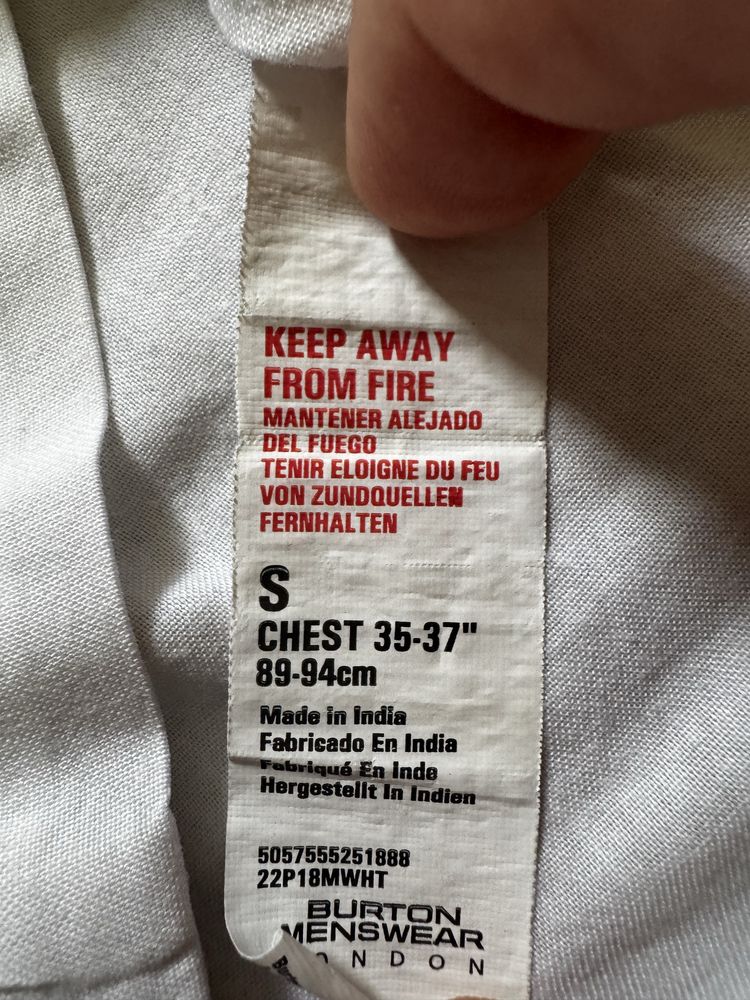 KEEP AWAY
FROM FIRE
MANTENER ALEJADO
DEL FUEGO
TENIR ELOIGNE DU FEU
VON ZUNDQUELLEN
FERNHALTEN
S
CHEST 35-37"
89-94cm
Made in India
Fabricado En India
Fabriqué En Inde
Hergestellt In Indien
5057555251888
22P18MWHT
BURTON
MENSWEAR
LONDON